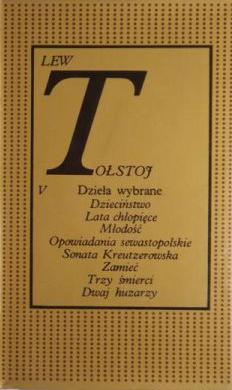 LEW
TOŁSTOJ
V Dzieła wybrane
Dzieciństwo
Lata chłopięce
Młodość
Opowiadania sewastopolskie
Sonata Kreutzerowska
Zamieć
Trzy śmierci
Dwaj huzarzy